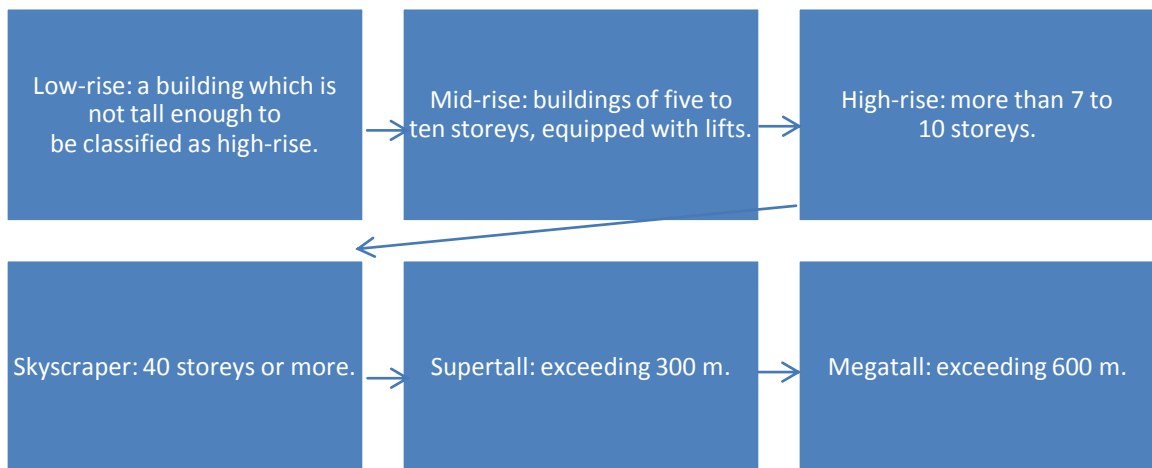 Low-rise: a building which is
not tall enough to
be classified as high-rise.
Mid-rise: buildings of five to
ten storeys, equipped with lifts.
High-rise: more than 7 to
10 storeys.
Skyscraper: 40 storeys or more.
Supertall: exceeding 300 m.
Megatall: exceeding 600 m.